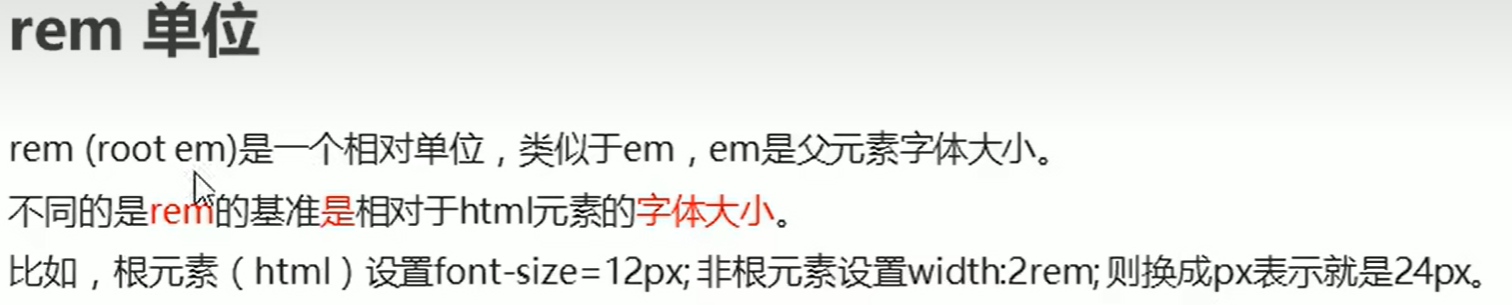 rem 单位
rem (root em)是一个相对单位，类似于em，em是父元素字体大小。
不同的是rem的基准是相对于html元素的字体大小。
比如，根元素（html）设置font-size=12px; 非根元素设置width:2rem; 则换成px表示就是24px。